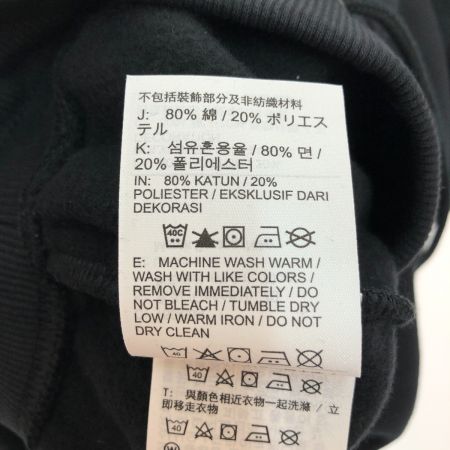 不包括裝飾部分及非紡織材料
J: 80% 綿 / 20% ポリエス
テル
K: 섬유혼용율 / 80% 면 /
20% 폴리에스터
IN: 80% KATUN / 20%
POLIESTER / EKSKLUSIF DARI
DEKORASI
40C
E: MACHINE WASH WARM /
WASH WITH LIKE COLORS /
REMOVE IMMEDIATELY / DO
NOT BLEACH / TUMBLE DRY
LOW / WARM IRON / DO NOT
DRY CLEAN
40
40
T: 與顏色相近衣物一起洗滌 / 立
即移走衣物
40